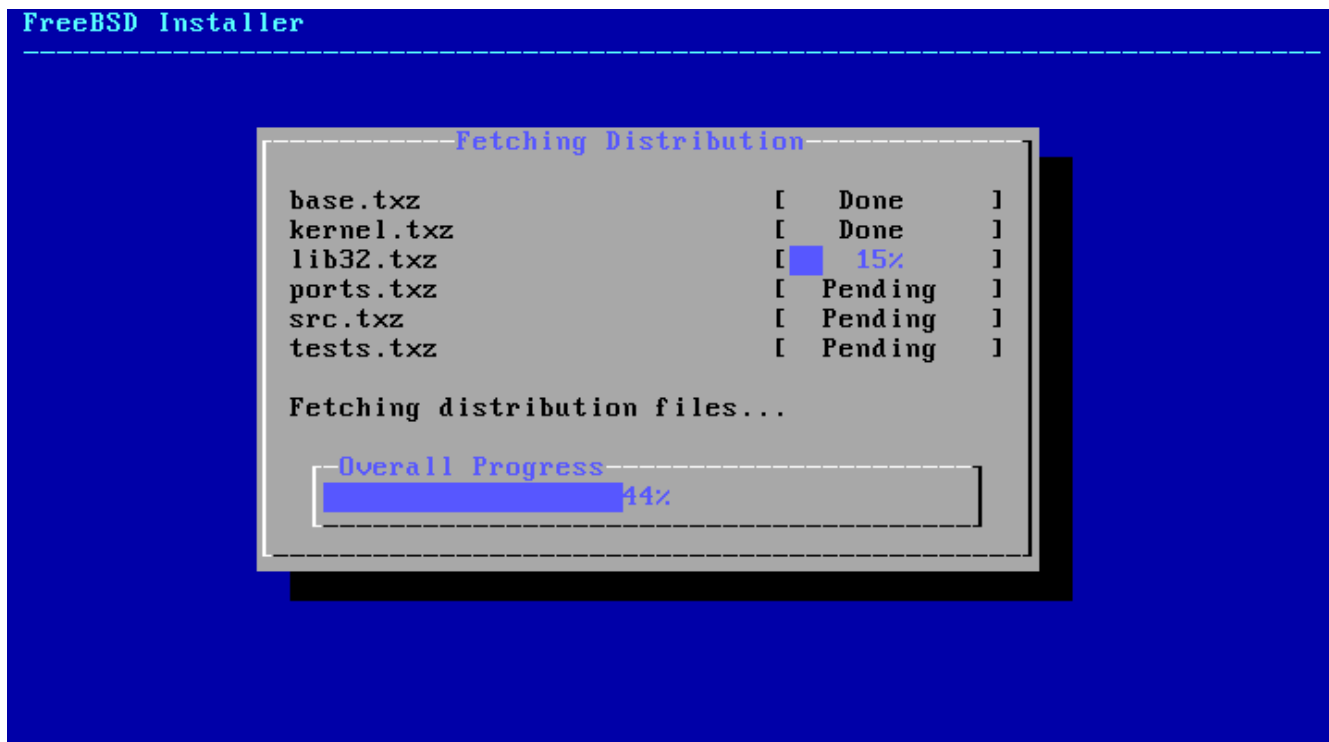 FreeBSD Installer
Fetching Distribution
base.txz [ Done ]
kernel.txz [ Done ]
lib32.txz [ 15% ]
ports.txz [ Pending ]
src.txz [ Pending ]
tests.txz [ Pending ]
Fetching distribution files...
Overall Progress
44%